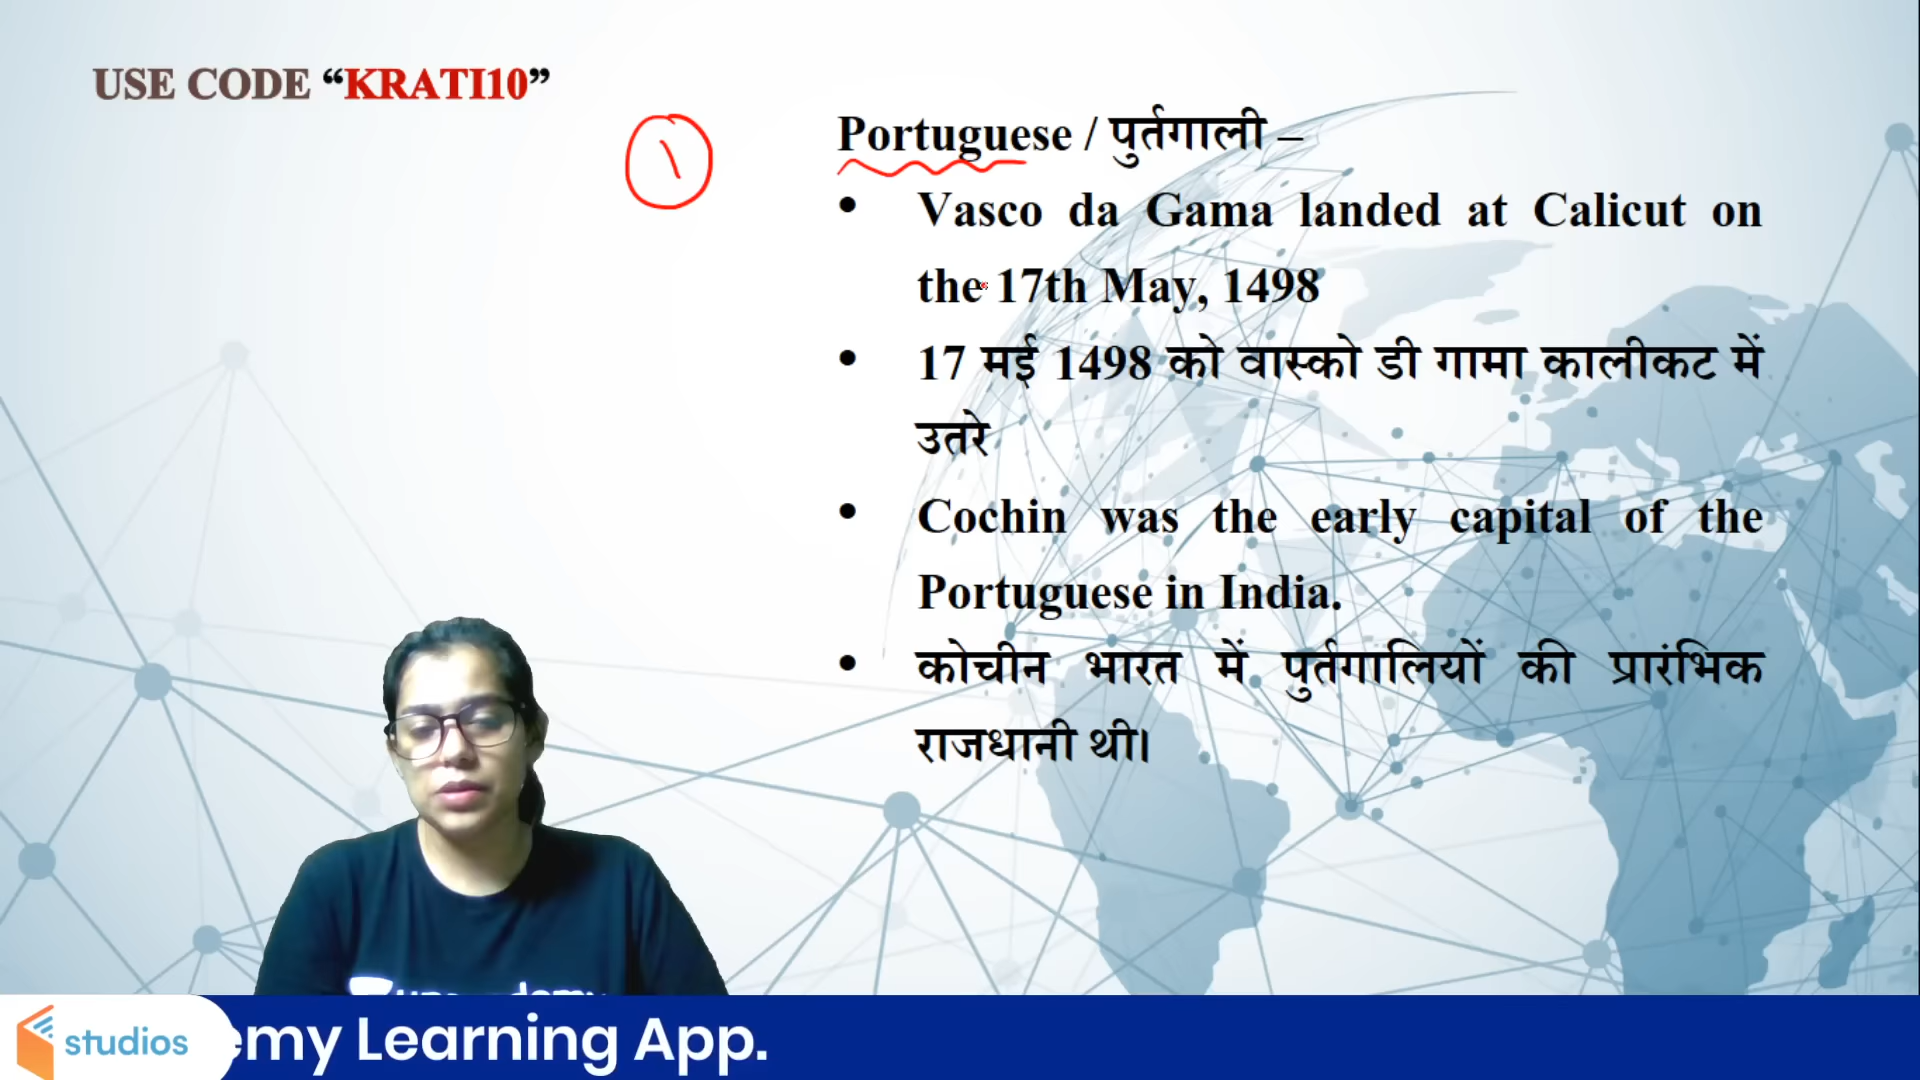 USE CODE “KRATI10”
Portuguese / पुर्तगाली –
• Vasco da Gama landed at Calicut on
the 17th May, 1498
• 17 मई 1498 को वास्को डी गामा कालीकट में
उतरे
• Cochin was the early capital of the
Portuguese in India.
• कोचीन भारत में पुर्तगालियों की प्रारंभिक
राजधानी थी।
studios
emy Learning App.